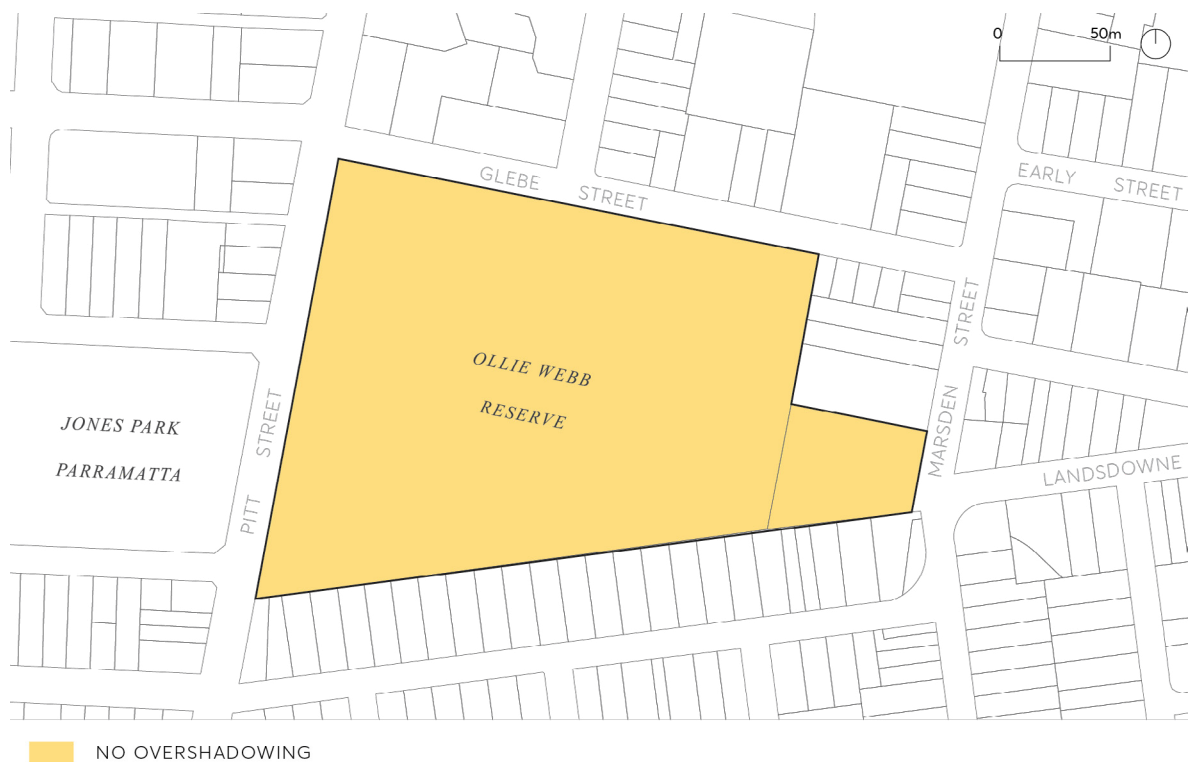 0 50m
GLEBE STREET
EARLY STREET
MARSDEN STREET
OLLIE WEBB
RESERVE
JONES PARK
PARRAMATTA
PITT STREET
LANDSDOWNE
NO OVERSHADOWING